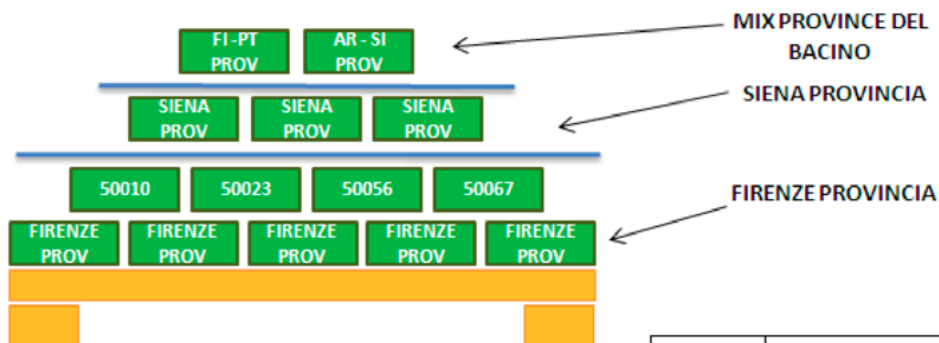 FI -PT
PROV
AR - SI
PROV
MIX PROVINCE DEL
BACINO
SIENA
PROV
SIENA
PROV
SIENA
PROV
SIENA PROVINCIA
50010
50023
50056
50067
FIRENZE PROVINCIA
FIRENZE
PROV
FIRENZE
PROV
FIRENZE
PROV
FIRENZE
PROV
FIRENZE
PROV